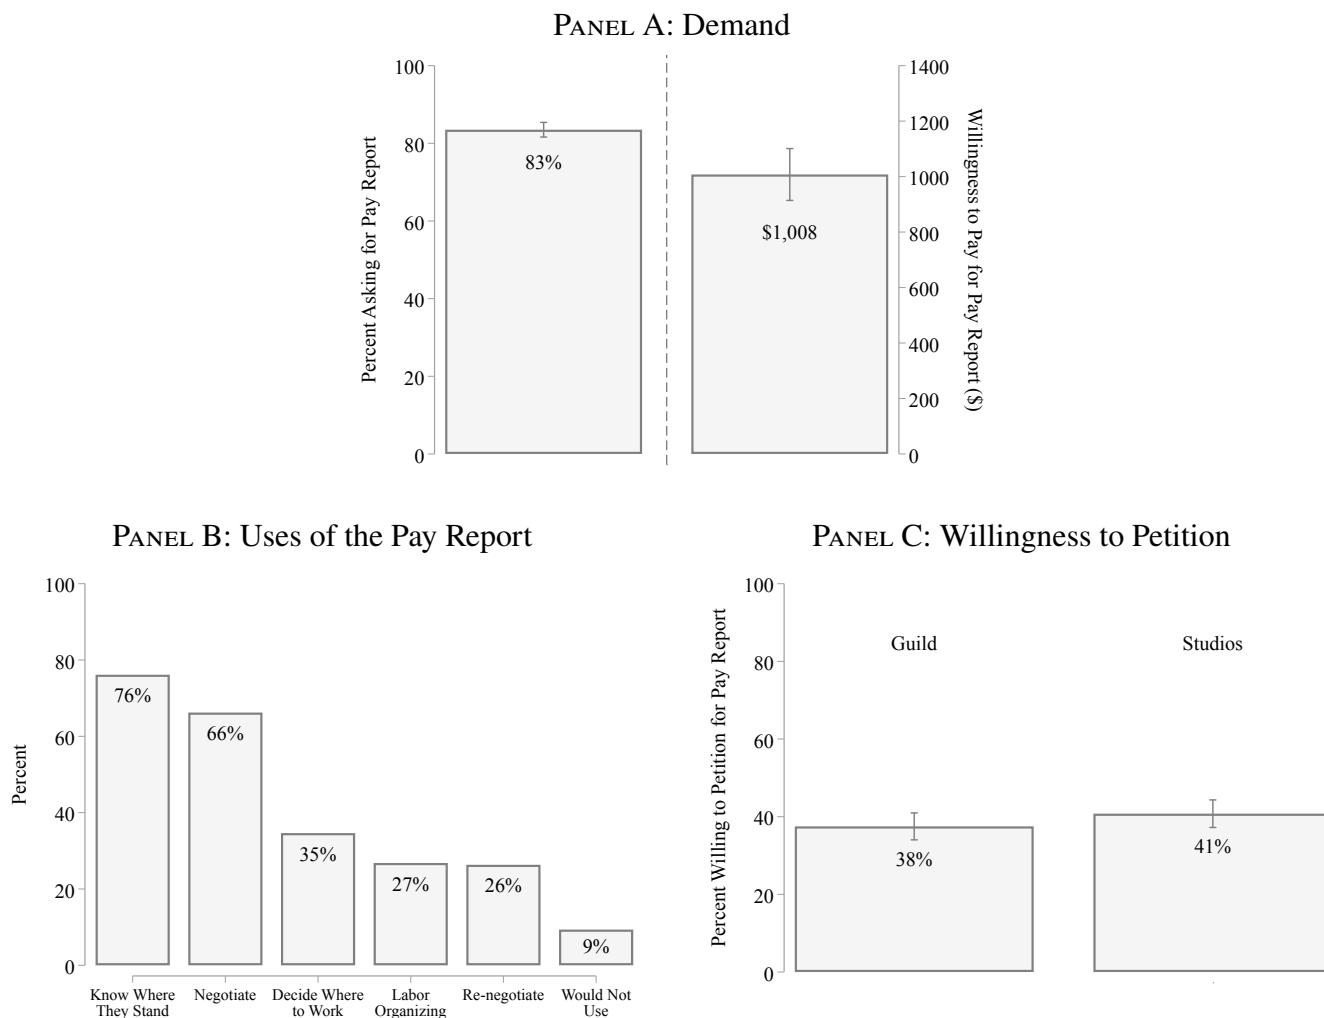 PANEL A: Demand
100
80
60
40
20
0
Percent Asking for Pay Report
83%
$1,008
1400
1200
1000
800
600
400
200
0
Willingness to Pay for Pay Report ($)
PANEL B: Uses of the Pay Report
100
80
60
40
20
0
Percent
76%
66%
35%
27%
26%
9%
Know Where
They Stand
Negotiate
Decide Where
to Work
Labor
Organizing
Re-negotiate
Would Not
Use
PANEL C: Willingness to Petition
100
80
60
40
20
0
Percent Willing to Petition for Pay Report
Guild
Studios
38%
41%